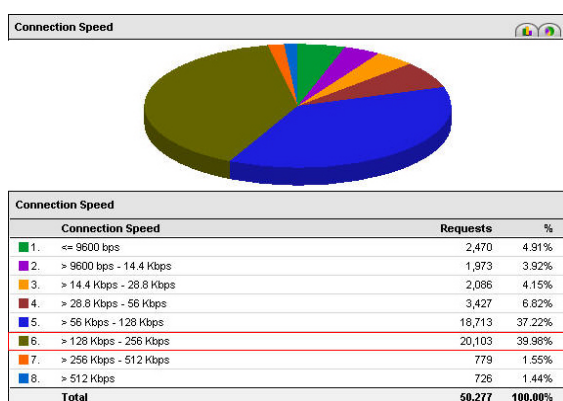 Connection Speed
Connection Speed
Connection Speed Requests %
1. <= 9600 bps 2,470 4.91%
2. > 9600 bps - 14.4 Kbps 1,973 3.92%
3. > 14.4 Kbps - 28.8 Kbps 2,086 4.15%
4. > 28.8 Kbps - 56 Kbps 3,427 6.82%
5. > 56 Kbps - 128 Kbps 18,713 37.22%
6. > 128 Kbps - 256 Kbps 20,103 39.98%
7. > 256 Kbps - 512 Kbps 779 1.55%
8. > 512 Kbps 726 1.44%
Total 50,277 100.00%